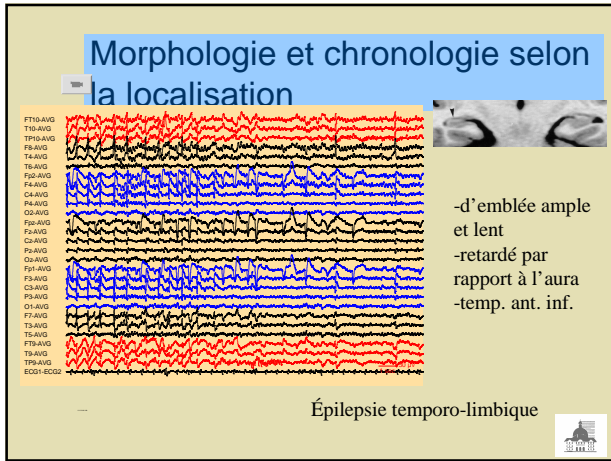 Morphologie et chronologie selon
la localisation
FT10-AVG
T10-AVG
TP10-AVG
F8-AVG
T4-AVG
T6-AVG
Fp2-AVG
F4-AVG
C4-AVG
P4-AVG
O2-AVG
Fpz-AVG
Fz-AVG
Cz-AVG
Pz-AVG
Oz-AVG
Fp1-AVG
F3-AVG
C3-AVG
P3-AVG
O1-AVG
F7-AVG
T3-AVG
T5-AVG
FT9-AVG
T9-AVG
TP9-AVG
ECG1-ECG2
-d’emblée ample
et lent
-retardé par
rapport à l’aura
-temp. ant. inf.
Épilepsie temporo-limbique